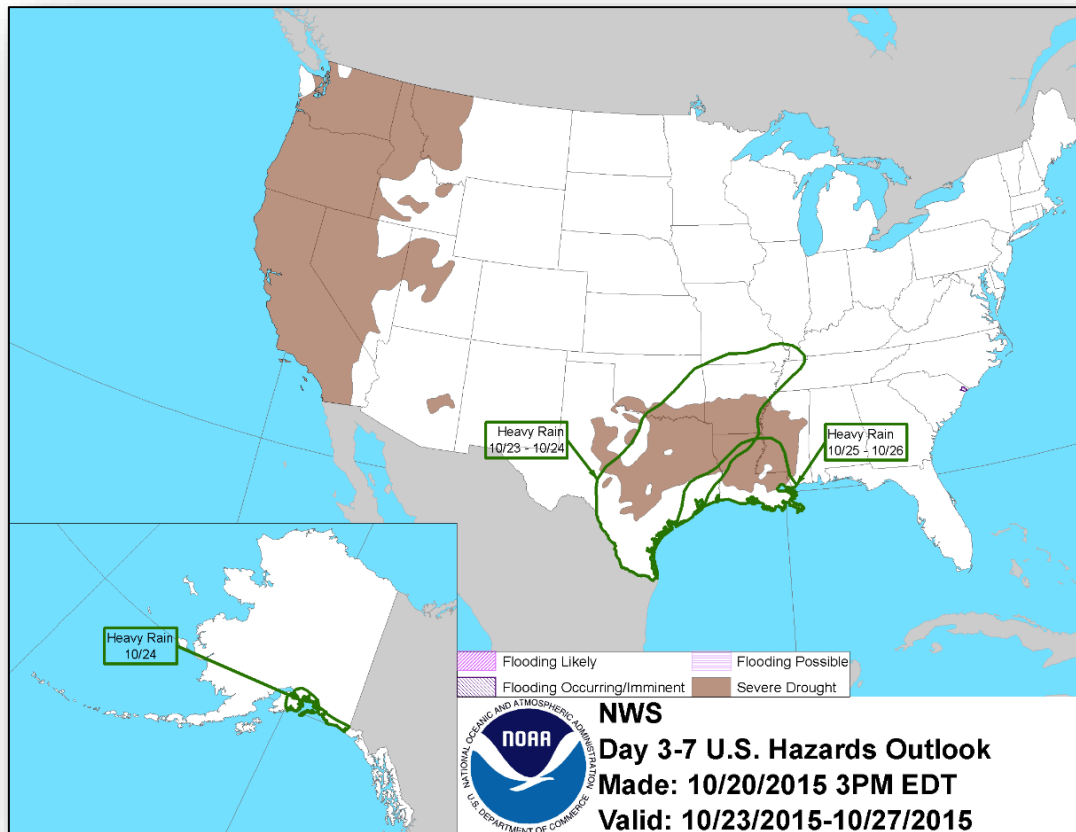 Heavy Rain
10/23 - 10/24
Heavy Rain
10/25 - 10/26
Heavy Rain
10/24
Flooding Likely
Flooding Possible
Flooding Occurring/Imminent
Severe Drought
NATIONAL OCEANIC AND ATMOSPHERIC ADMINISTRATION
NOAA
U.S. DEPARTMENT OF COMMERCE
NWS
Day 3-7 U.S. Hazards Outlook
Made: 10/20/2015 3PM EDT
Valid: 10/23/2015-10/27/2015